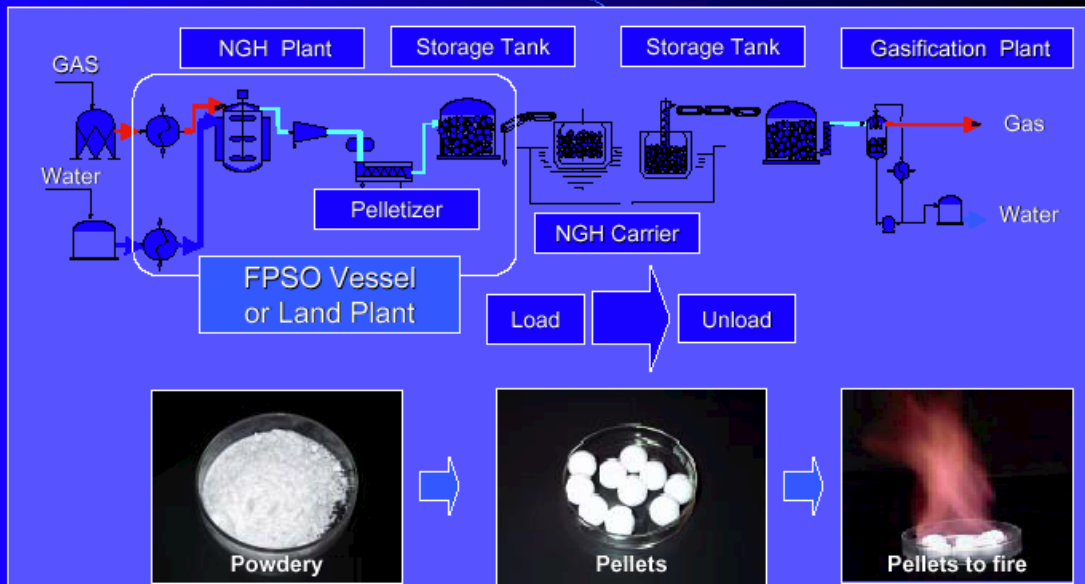 NGH Plant
Storage Tank
Storage Tank
Gasification Plant
GAS
Gas
Water
Pelletizer
Water
NGH Carrier
FPSO Vessel
or Land Plant
Load
Unload
Powdery
Pellets
Pellets to fire